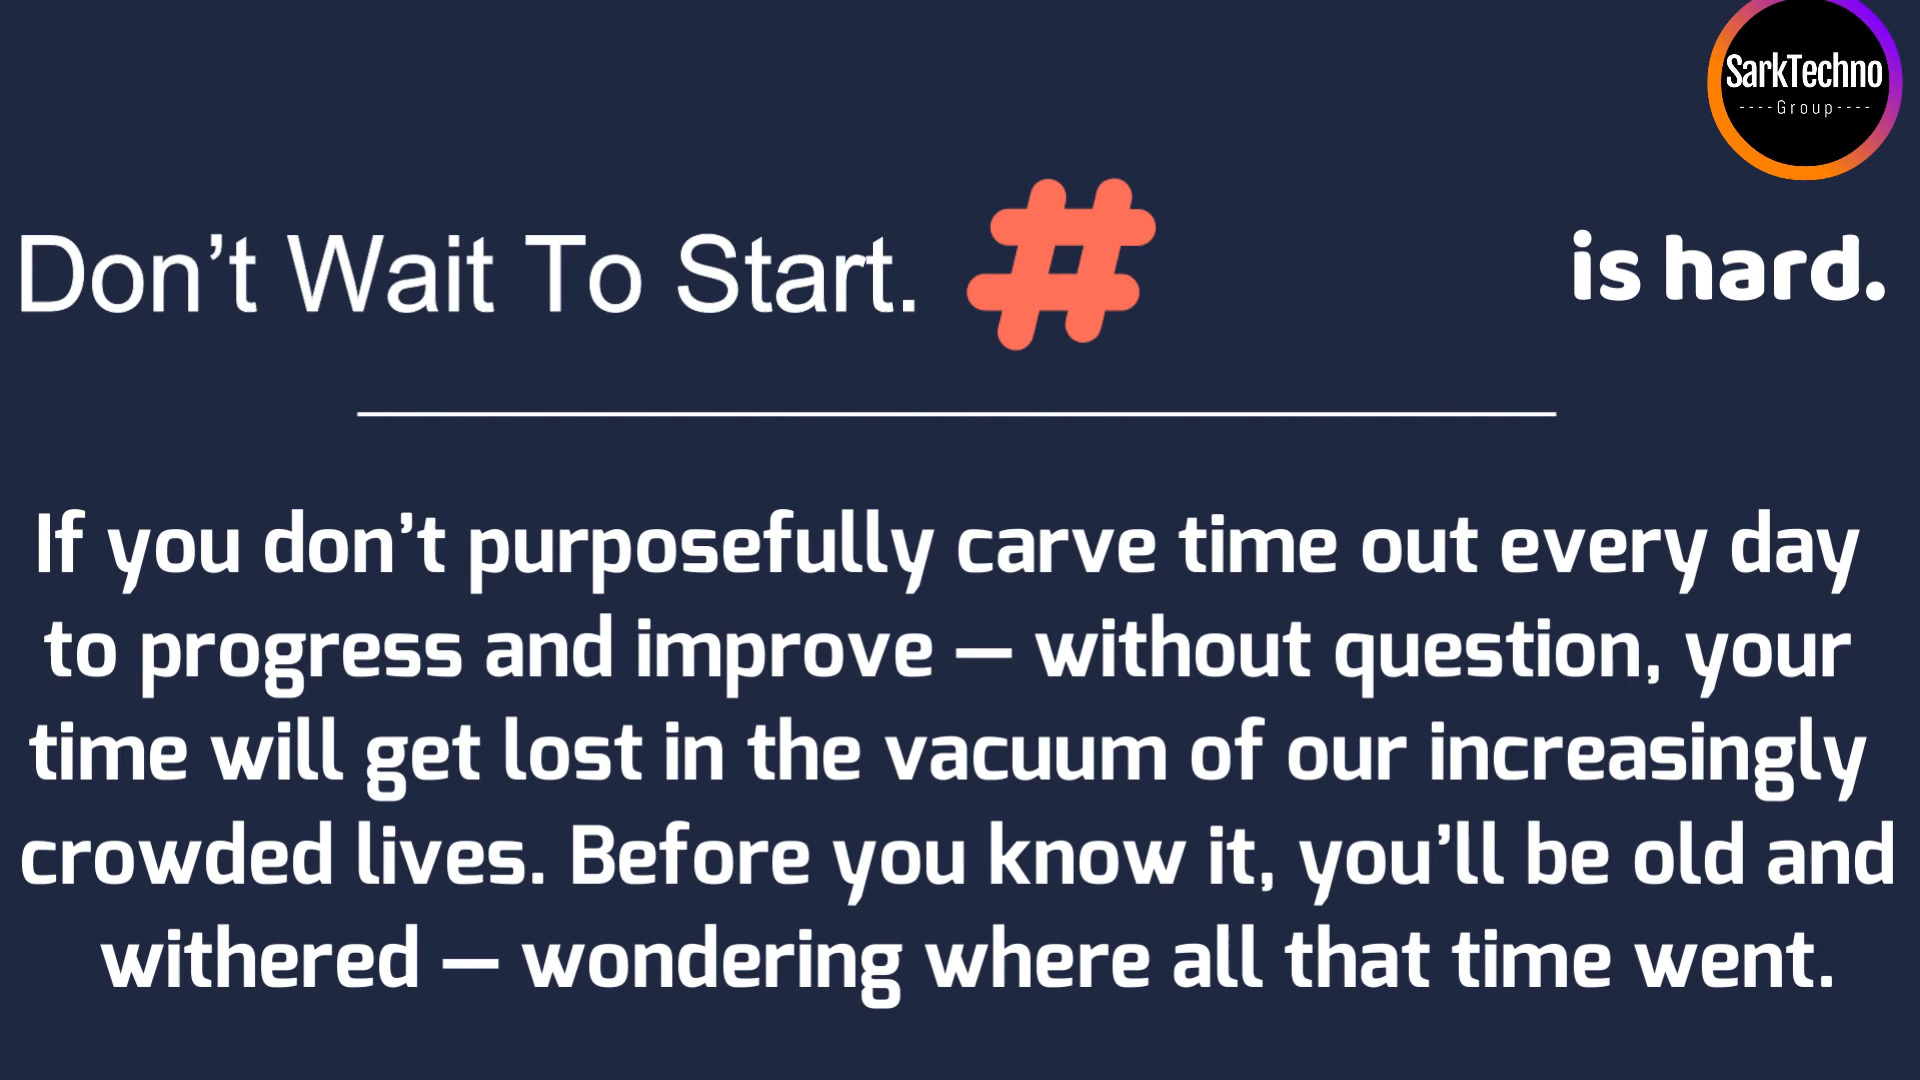 SarkTechno
----Group----
Don’t Wait To Start. # is hard.
If you don’t purposefully carve time out every day
to progress and improve — without question, your
time will get lost in the vacuum of our increasingly
crowded lives. Before you know it, you’ll be old and
withered — wondering where all that time went.